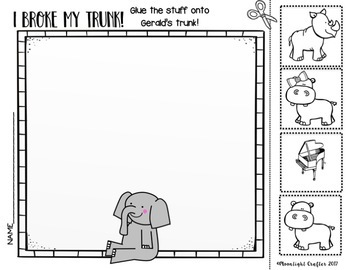 I BROKE MY TRUNK!
Glue the stuff onto
Gerald's trunk!
NAME
©Moonlight Crafter 2017